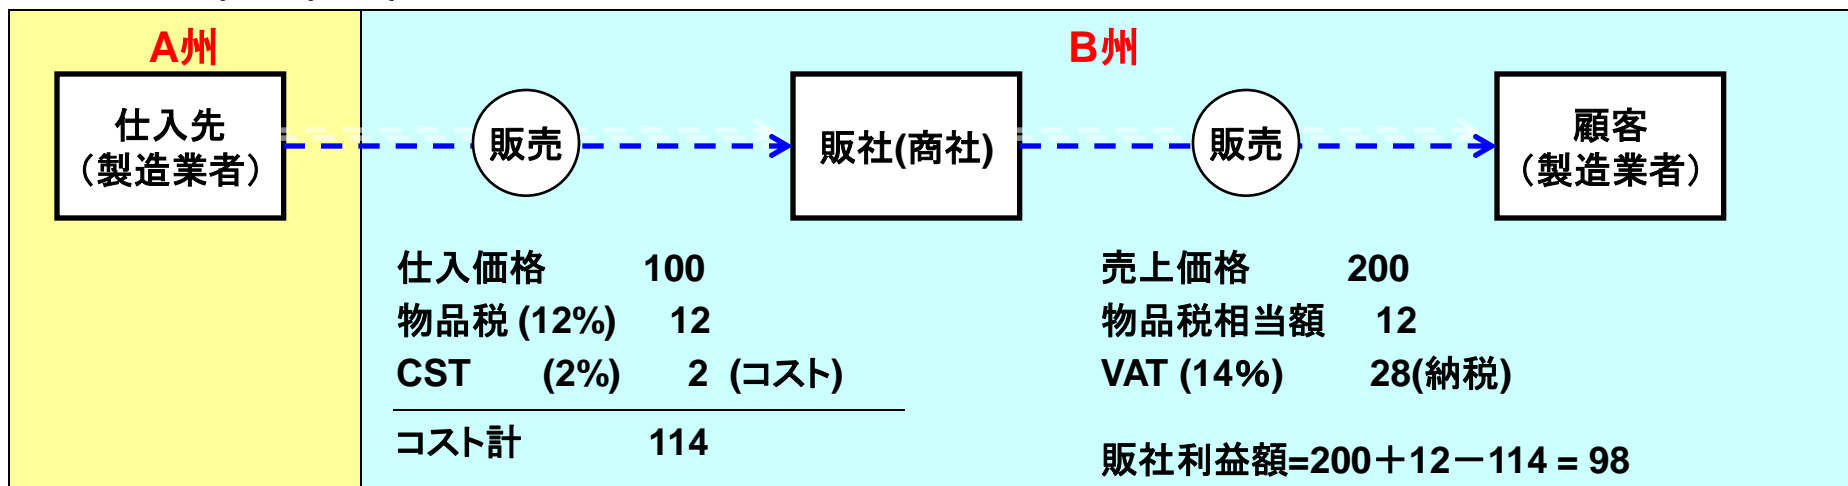 A州
B州
仕入先
（製造業者）
販売
販社(商社)
販売
顧客
（製造業者）
仕入価格 100
物品税 (12%) 12
CST (2%) 2 (コスト)
コスト計 114
売上価格 200
物品税相当額 12
VAT (14%) 28(納税)
販社利益額=200＋12－114 = 98